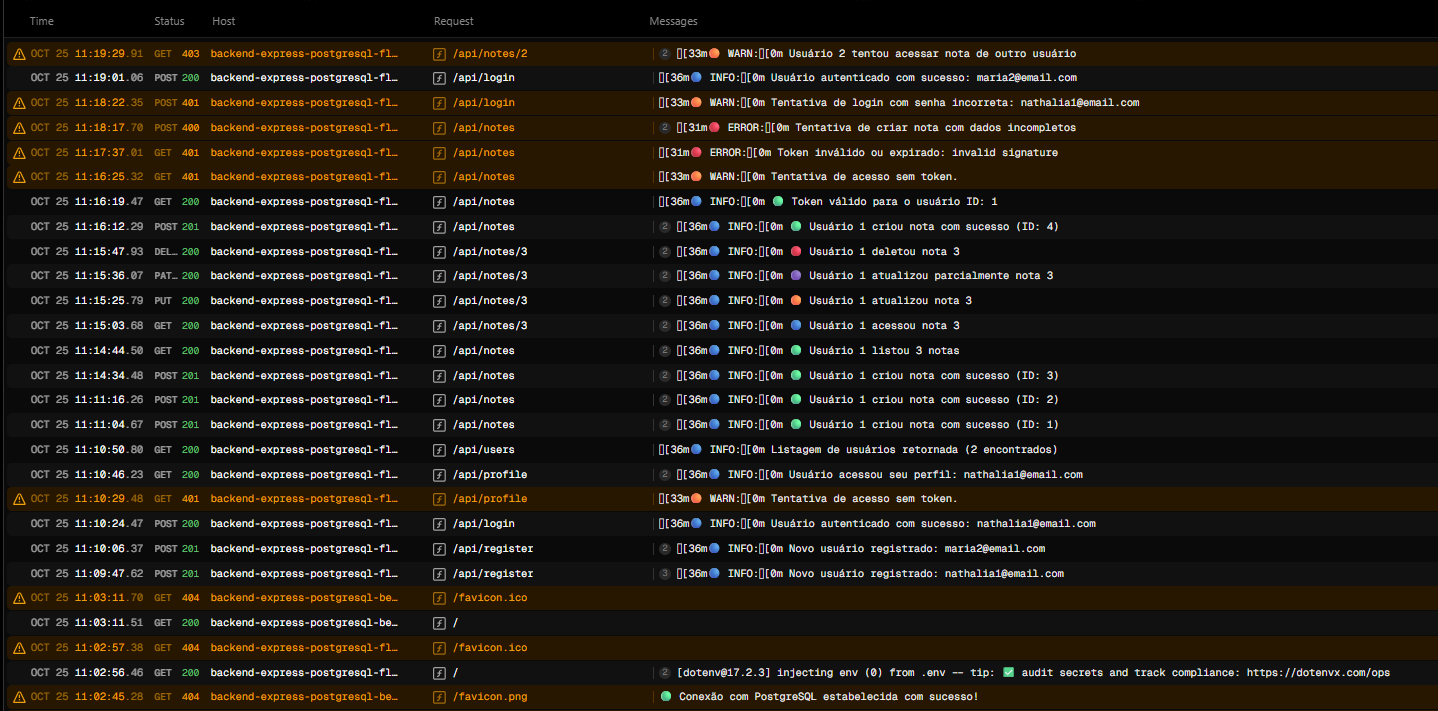 Time Status Host Request Messages
OCT 25 11:19:29.91 GET 403 backend-express-postgresql-fl… /api/notes/2 2 [33m🟠 WARN:[0m Usuário 2 tentou acessar nota de outro usuário
OCT 25 11:19:01.06 POST 200 backend-express-postgresql-fl… /api/login [36m🔵 INFO:[0m Usuário autenticado com sucesso: maria2@email.com
OCT 25 11:18:22.35 POST 401 backend-express-postgresql-fl… /api/login [33m🟠 WARN:[0m Tentativa de login com senha incorreta: nathalia1@email.com
OCT 25 11:18:17.70 POST 400 backend-express-postgresql-fl… /api/notes 2 [31m🔴 ERROR:[0m Tentativa de criar nota com dados incompletos
OCT 25 11:17:37.01 GET 401 backend-express-postgresql-fl… /api/notes [31m🔴 ERROR:[0m Token inválido ou expirado: invalid signature
OCT 25 11:16:25.32 GET 401 backend-express-postgresql-fl… /api/notes [33m🟠 WARN:[0m Tentativa de acesso sem token.
OCT 25 11:16:19.47 GET 200 backend-express-postgresql-fl… /api/notes [36m🔵 INFO:[0m 🟢 Token válido para o usuário ID: 1
OCT 25 11:16:12.29 POST 201 backend-express-postgresql-fl… /api/notes 2 [36m🔵 INFO:[0m 🟢 Usuário 1 criou nota com sucesso (ID: 4)
OCT 25 11:15:47.93 DEL… 200 backend-express-postgresql-fl… /api/notes/3 2 [36m🔵 INFO:[0m 🔴 Usuário 1 deletou nota 3
OCT 25 11:15:36.07 PAT… 200 backend-express-postgresql-fl… /api/notes/3 2 [36m🔵 INFO:[0m 🟣 Usuário 1 atualizou parcialmente nota 3
OCT 25 11:15:25.79 PUT 200 backend-express-postgresql-fl… /api/notes/3 2 [36m🔵 INFO:[0m 🟠 Usuário 1 atualizou nota 3
OCT 25 11:15:03.68 GET 200 backend-express-postgresql-fl… /api/notes/3 2 [36m🔵 INFO:[0m 🔵 Usuário 1 acessou nota 3
OCT 25 11:14:44.50 GET 200 backend-express-postgresql-fl… /api/notes 2 [36m🔵 INFO:[0m 🟢 Usuário 1 listou 3 notas
OCT 25 11:14:34.48 POST 201 backend-express-postgresql-fl… /api/notes 2 [36m🔵 INFO:[0m 🟢 Usuário 1 criou nota com sucesso (ID: 3)
OCT 25 11:11:16.26 POST 201 backend-express-postgresql-fl… /api/notes 2 [36m🔵 INFO:[0m 🟢 Usuário 1 criou nota com sucesso (ID: 2)
OCT 25 11:11:04.67 POST 201 backend-express-postgresql-fl… /api/notes 2 [36m🔵 INFO:[0m 🟢 Usuário 1 criou nota com sucesso (ID: 1)
OCT 25 11:10:50.80 GET 200 backend-express-postgresql-fl… /api/users [36m🔵 INFO:[0m Listagem de usuários retornada (2 encontrados)
OCT 25 11:10:46.23 GET 200 backend-express-postgresql-fl… /api/profile 2 [36m🔵 INFO:[0m Usuário acessou seu perfil: nathalia1@email.com
OCT 25 11:10:29.48 GET 401 backend-express-postgresql-fl… /api/profile [33m🟠 WARN:[0m Tentativa de acesso sem token.
OCT 25 11:10:24.47 POST 200 backend-express-postgresql-fl… /api/login [36m🔵 INFO:[0m Usuário autenticado com sucesso: nathalia1@email.com
OCT 25 11:10:06.37 POST 201 backend-express-postgresql-fl… /api/register 2 [36m🔵 INFO:[0m Novo usuário registrado: maria2@email.com
OCT 25 11:09:47.62 POST 201 backend-express-postgresql-fl… /api/register 3 [36m🔵 INFO:[0m Novo usuário registrado: nathalia1@email.com
OCT 25 11:03:11.70 GET 404 backend-express-postgresql-be… /favicon.ico
OCT 25 11:03:11.51 GET 200 backend-express-postgresql-be… /
OCT 25 11:02:57.38 GET 404 backend-express-postgresql-fl… /favicon.ico
OCT 25 11:02:56.46 GET 200 backend-express-postgresql-fl… / 2 [dotenv@17.2.3] injecting env (0) from .env -- tip: ✅ audit secrets and track compliance: https://dotenvx.com/ops
OCT 25 11:02:45.28 GET 404 backend-express-postgresql-be… /favicon.png 🟢 Conexão com PostgreSQL estabelecida com sucesso!